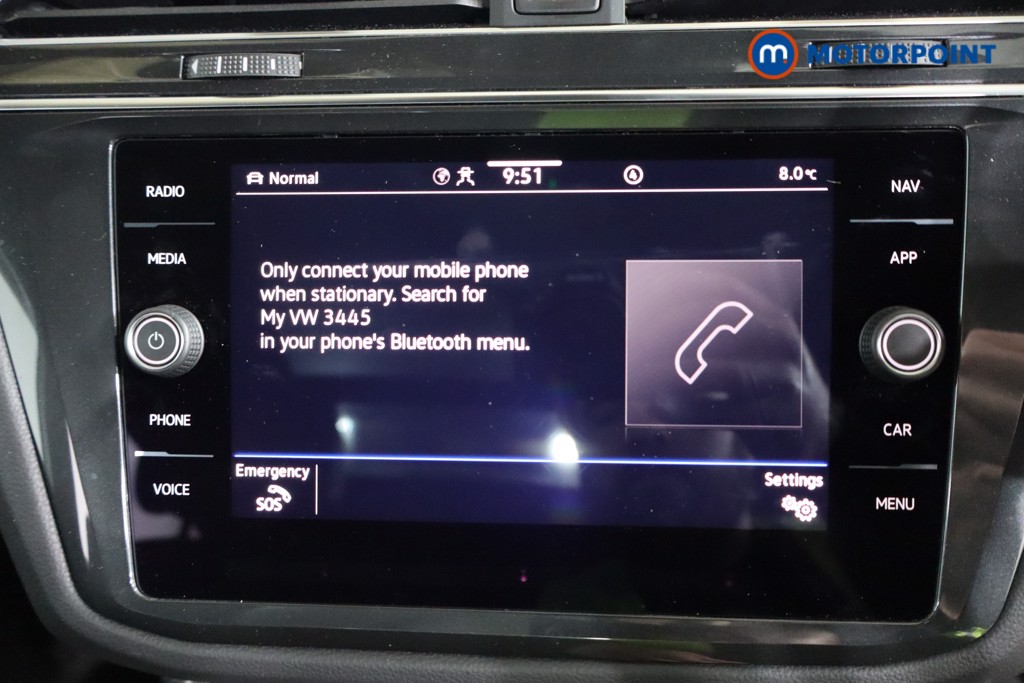 m MOTORPOINT
RADIO
MEDIA
PHONE
VOICE
Normal
9:51
4
8.0°C
Only connect your mobile phone
when stationary. Search for
My VW 3445
in your phone's Bluetooth menu.
Emergency
SOS
Settings
NAV
APP
CAR
MENU